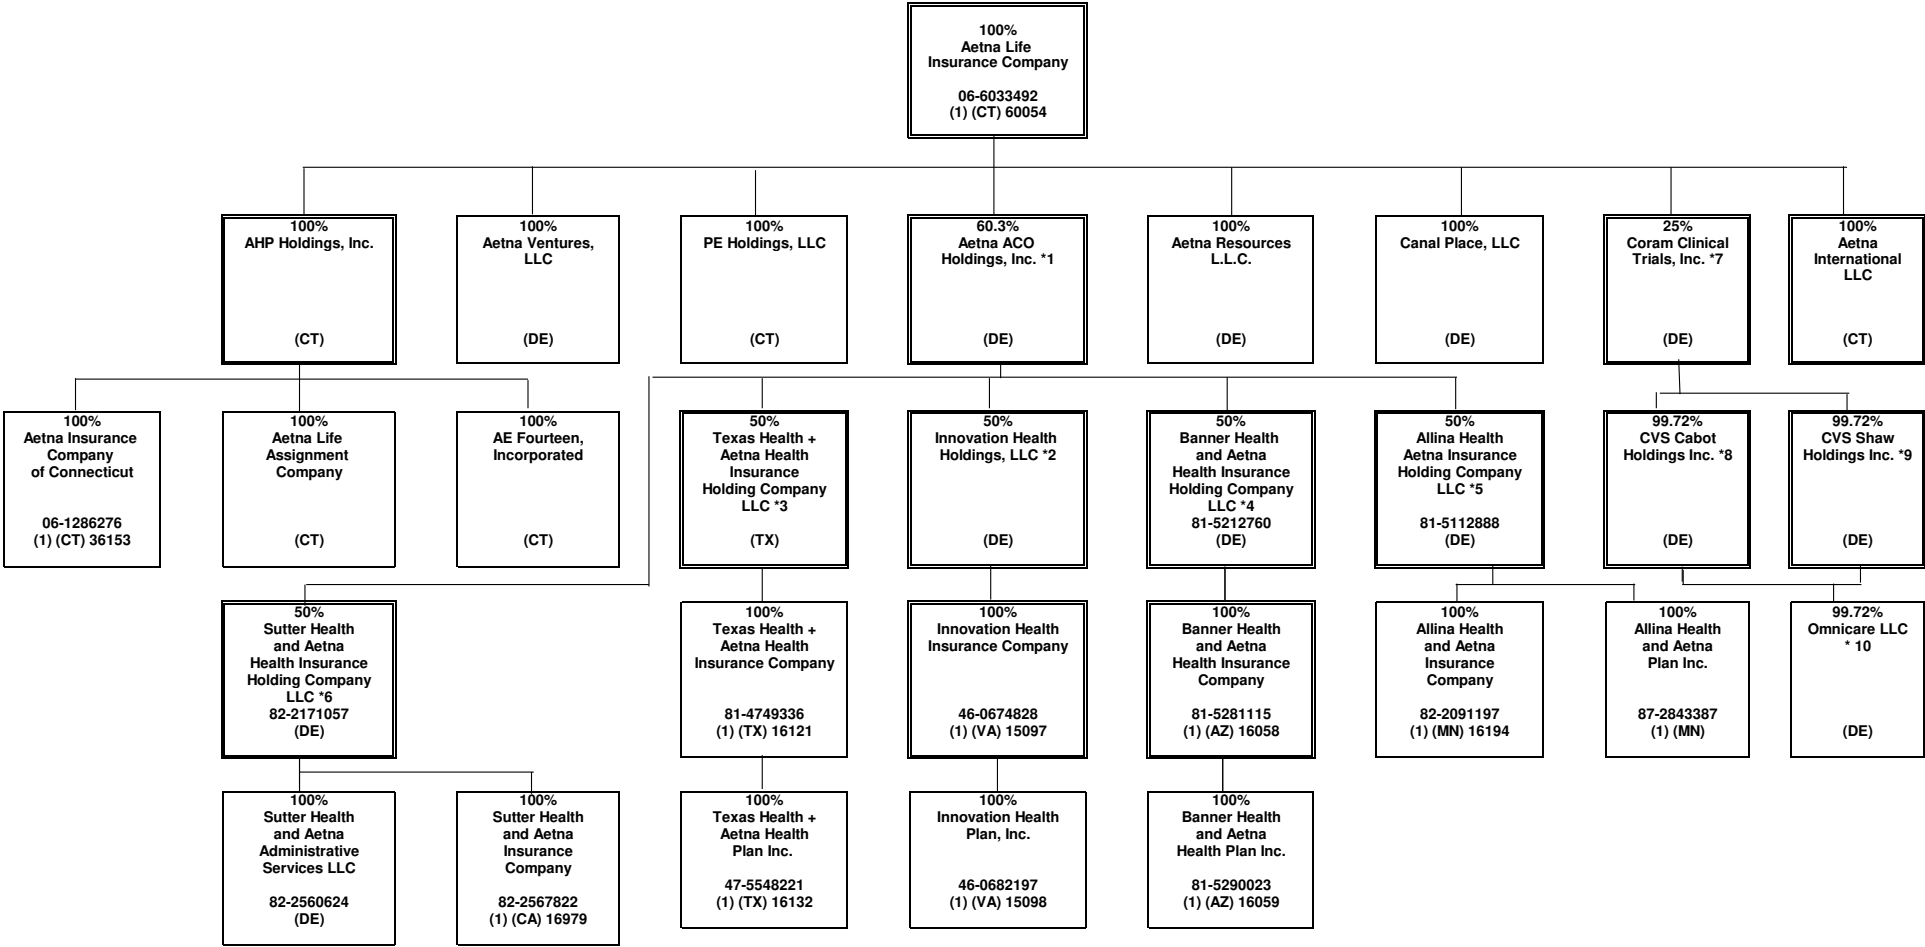 100%
Aetna Life
Insurance Company
06-6033492
(1) (CT) 60054
100%
AHP Holdings, Inc.
(CT)
100%
Aetna Ventures,
LLC
(DE)
100%
PE Holdings, LLC
(CT)
60.3%
Aetna ACO
Holdings, Inc. *1
(DE)
100%
Aetna Resources
L.L.C.
(DE)
100%
Canal Place, LLC
(DE)
25%
Coram Clinical
Trials, Inc. *7
(DE)
100%
Aetna
International
LLC
(CT)
100%
Aetna Insurance
Company
of Connecticut
06-1286276
(1) (CT) 36153
100%
Aetna Life
Assignment
Company
(CT)
100%
AE Fourteen,
Incorporated
(CT)
50%
Texas Health +
Aetna Health
Insurance
Holding Company
LLC *3
(TX)
50%
Innovation Health
Holdings, LLC *2
(DE)
50%
Banner Health
and Aetna
Health Insurance
Holding Company
LLC *4
81-5212760
(DE)
50%
Allina Health
Aetna Insurance
Holding Company
LLC *5
81-5112888
(DE)
99.72%
CVS Cabot
Holdings Inc. *8
(DE)
99.72%
CVS Shaw
Holdings Inc. *9
(DE)
50%
Sutter Health
and Aetna
Health Insurance
Holding Company
LLC *6
82-2171057
(DE)
100%
Texas Health +
Aetna Health
Insurance Company
81-4749336
(1) (TX) 16121
100%
Innovation Health
Insurance Company
46-0674828
(1) (VA) 15097
100%
Banner Health
and Aetna
Health Insurance
Company
81-5281115
(1) (AZ) 16058
100%
Allina Health
and Aetna
Insurance
Company
82-2091197
(1) (MN) 16194
100%
Allina Health
and Aetna
Plan Inc.
87-2843387
(1) (MN)
99.72%
Omnicare LLC
* 10
(DE)
100%
Sutter Health
and Aetna
Administrative
Services LLC
82-2560624
(DE)
100%
Sutter Health
and Aetna
Insurance
Company
82-2567822
(1) (CA) 16979
100%
Texas Health +
Aetna Health
Plan Inc.
47-5548221
(1) (TX) 16132
100%
Innovation Health
Plan, Inc.
46-0682197
(1) (VA) 15098
100%
Banner Health
and Aetna
Health Plan Inc.
81-5290023
(1) (AZ) 16059